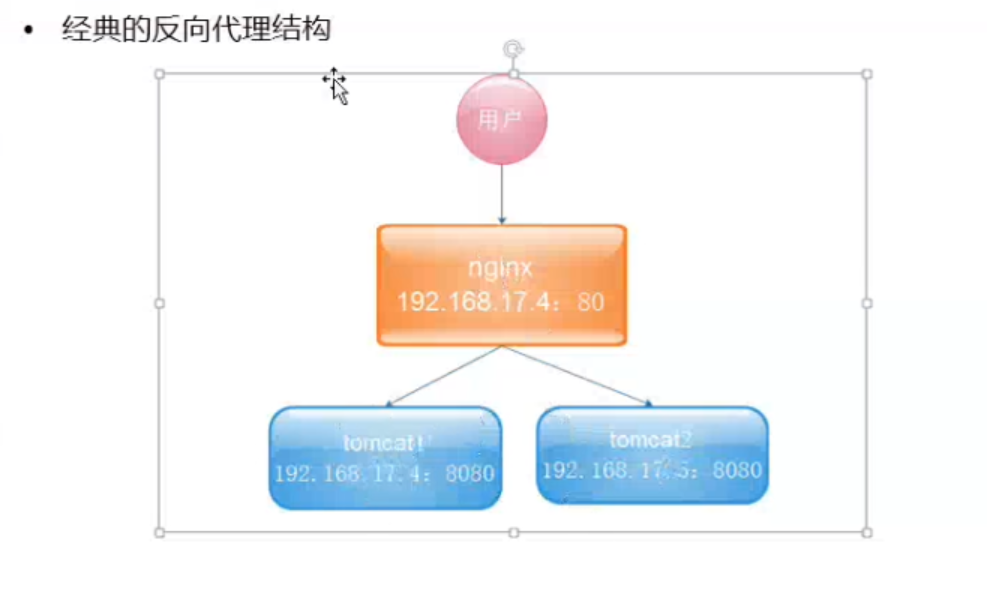 • 经典的反向代理结构
用户
nginx
192.168.17.4：80
tomcat1
192.168.17.4：8080
tomcat2
192.168.17.5：8080